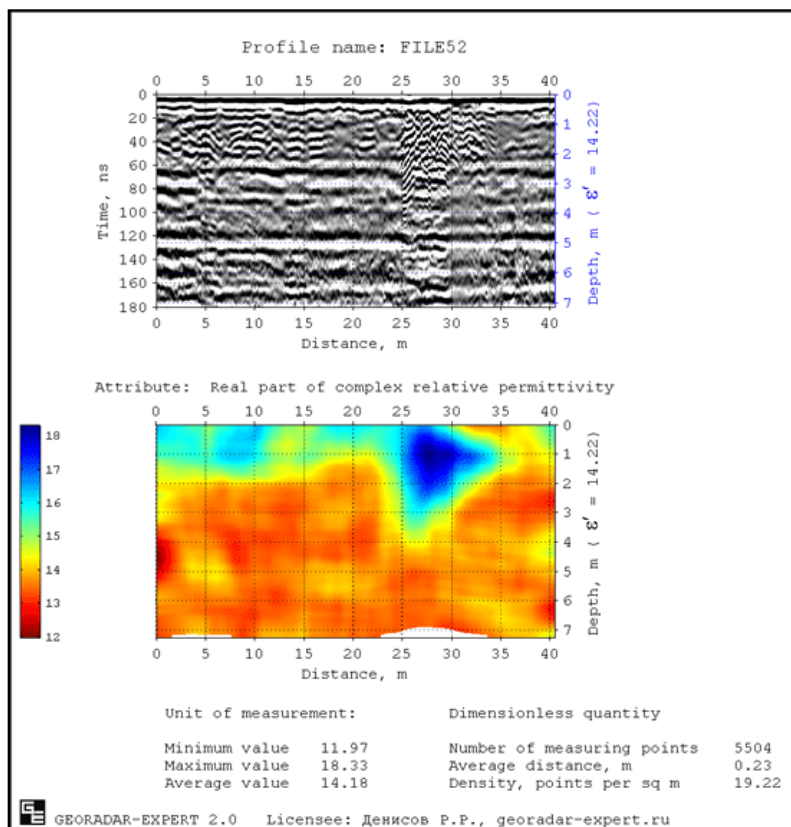 Profile name: FILE52
0 5 10 15 20 25 30 35 40
0 20 40 60 80 100 120 140 160 180
Time, ns
0 1 2 3 4 5 6 7
Depth, m ( ε' = 14.22)
0 5 10 15 20 25 30 35 40
Distance, m
Attribute: Real part of complex relative permittivity
0 5 10 15 20 25 30 35 40
18 17 16 15 14 13 12
0 1 2 3 4 5 6 7
Depth, m ( ε' = 14.22)
0 5 10 15 20 25 30 35 40
Distance, m
Unit of measurement: Dimensionless quantity
Minimum value 11.97 Number of measuring points 5504
Maximum value 18.33 Average distance, m 0.23
Average value 14.18 Density, points per sq m 19.22
GE GEORADAR-EXPERT 2.0 Licensee: Денисов Р.Р., georadar-expert.ru